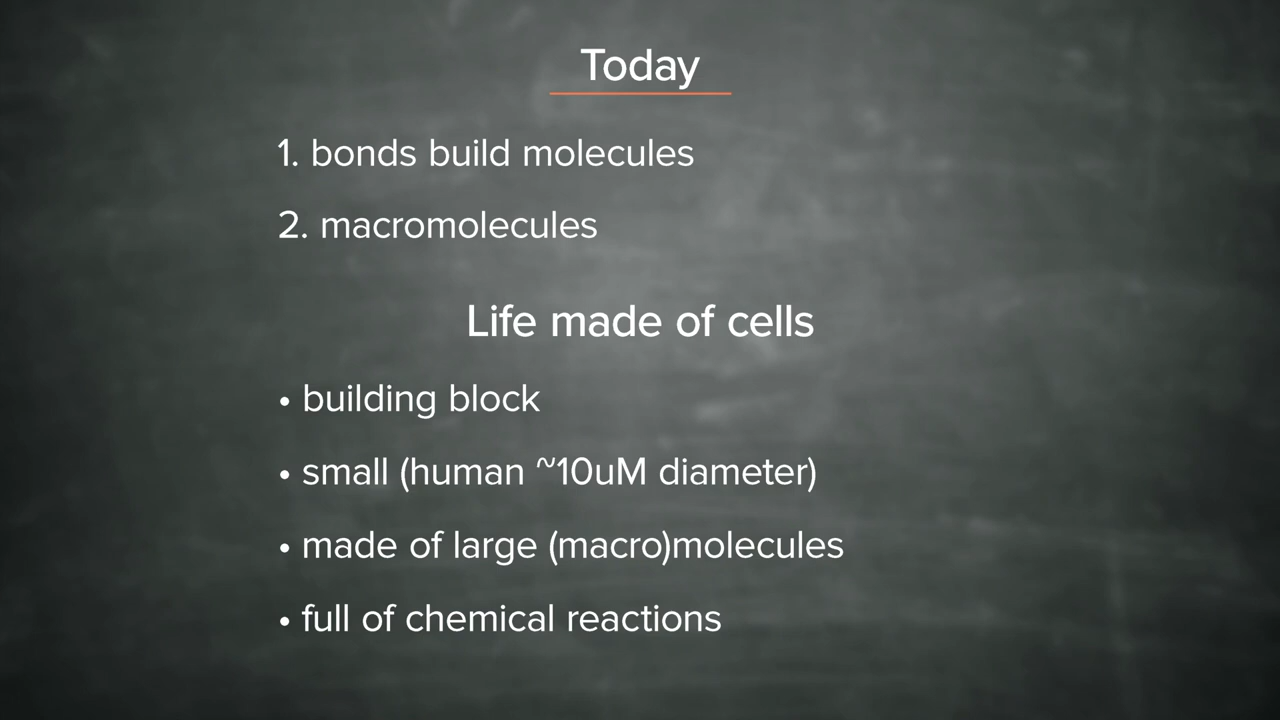 Today
1. bonds build molecules
2. macromolecules
Life made of cells
• building block
• small (human ~10uM diameter)
• made of large (macro)molecules
• full of chemical reactions